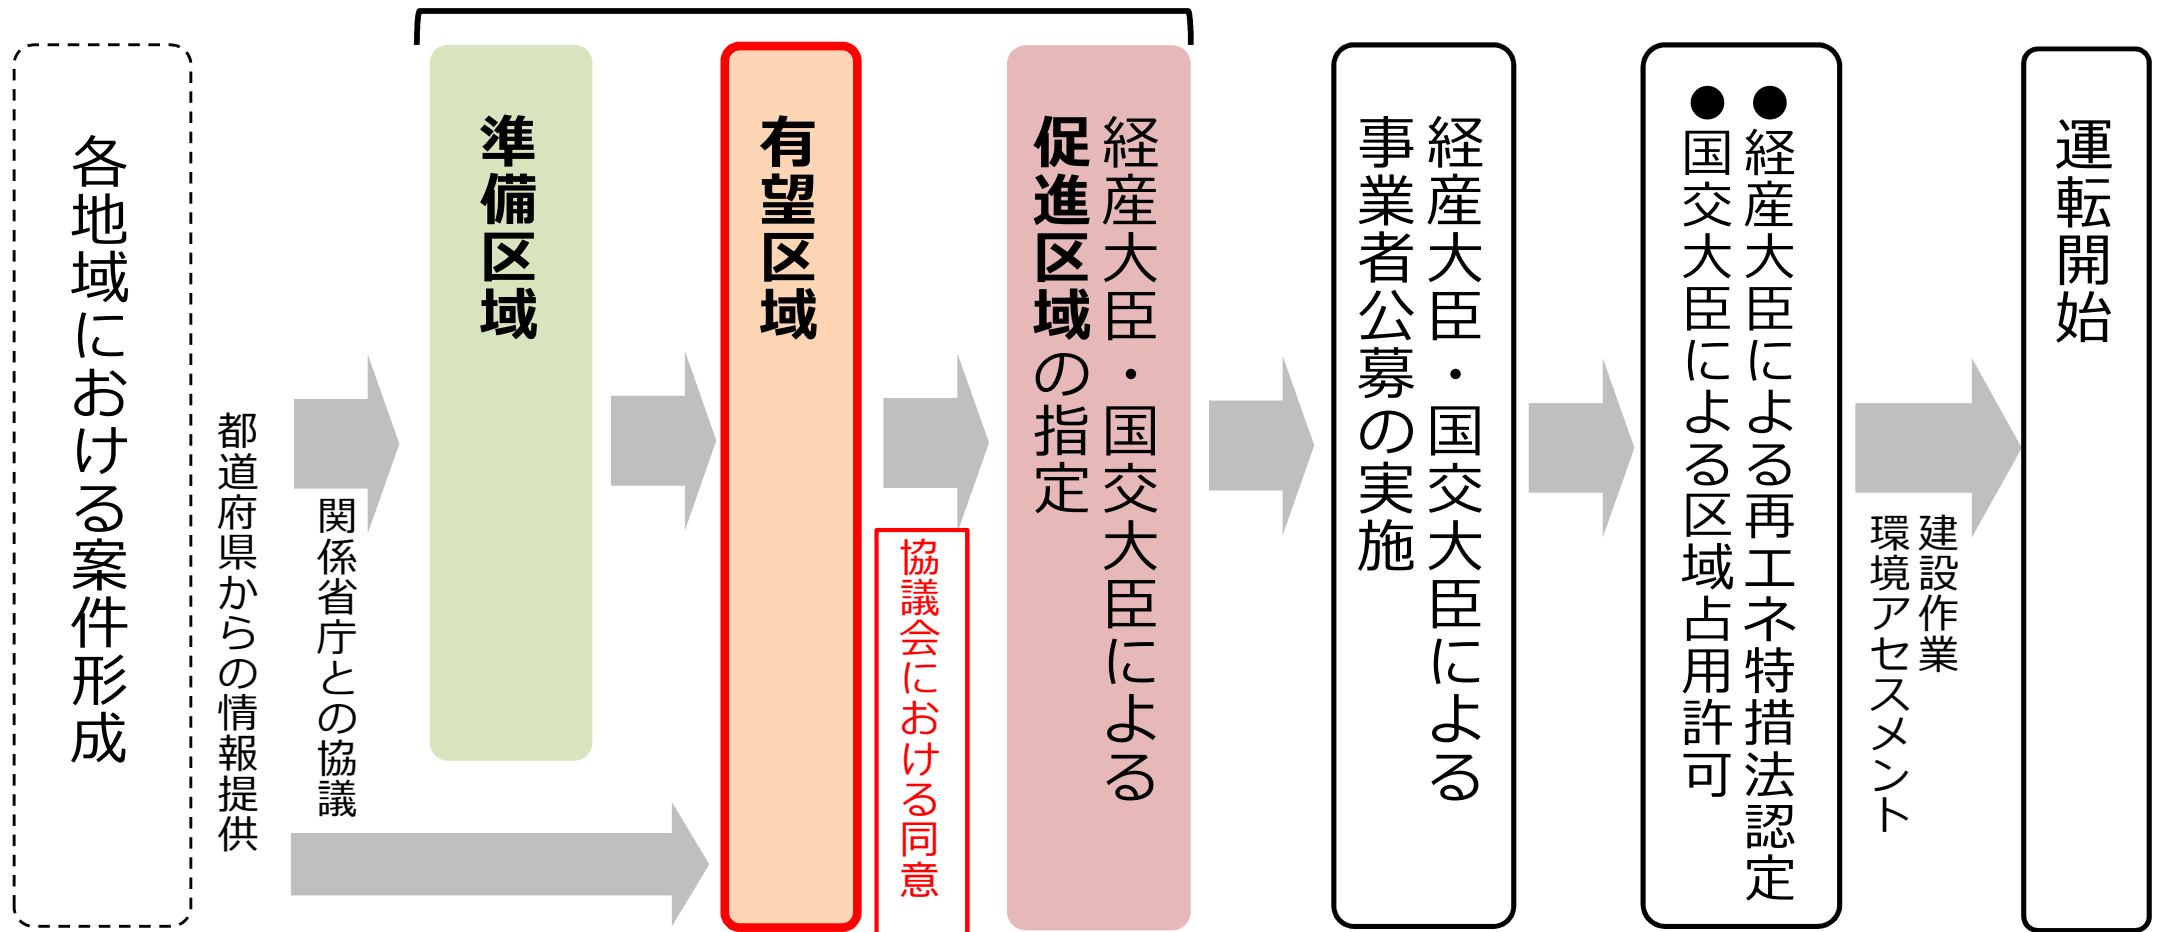 各地域における案件形成
都道府県からの情報提供
関係省庁との協議
準備区域
有望区域
協議会における同意
経産大臣・国交大臣による
促進区域の指定
経産大臣・国交大臣による
事業者公募の実施
●経産大臣による再エネ特措法認定
●国交大臣による区域占用許可
建設作業
環境アセスメント
運転開始